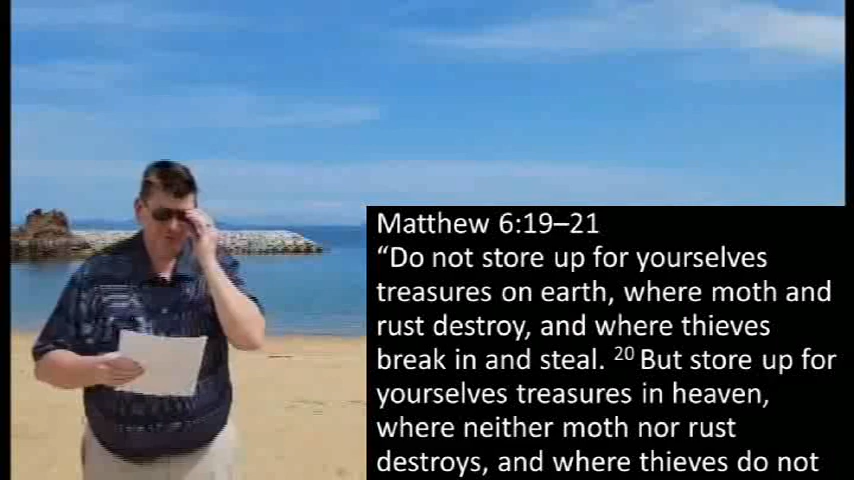 Matthew 6:19–21
“Do not store up for yourselves
treasures on earth, where moth and
rust destroy, and where thieves
break in and steal. 20 But store up for
yourselves treasures in heaven,
where neither moth nor rust
destroys, and where thieves do not